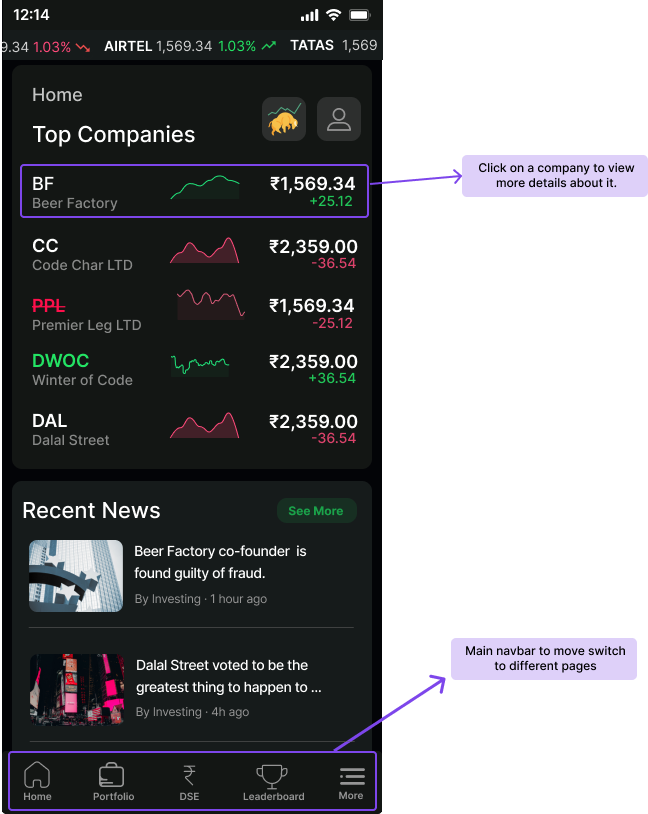 12:14
9.34 1.03% AIRTEL 1,569.34 1.03% TATAS 1,569
Home
Top Companies
BF ₹1,569.34
Beer Factory +25.12
Click on a company to view
more details about it.
CC ₹2,359.00
Code Char LTD -36.54
PPL ₹1,569.34
Premier Leg LTD -25.12
DWOC ₹2,359.00
Winter of Code +36.54
DAL ₹2,359.00
Dalal Street -36.54
Recent News See More
Beer Factory co-founder is
found guilty of fraud.
By Investing · 1 hour ago
Dalal Street voted to be the
greatest thing to happen to ...
By Investing · 4h ago
Main navbar to move switch
to different pages
Home Portfolio DSE Leaderboard More